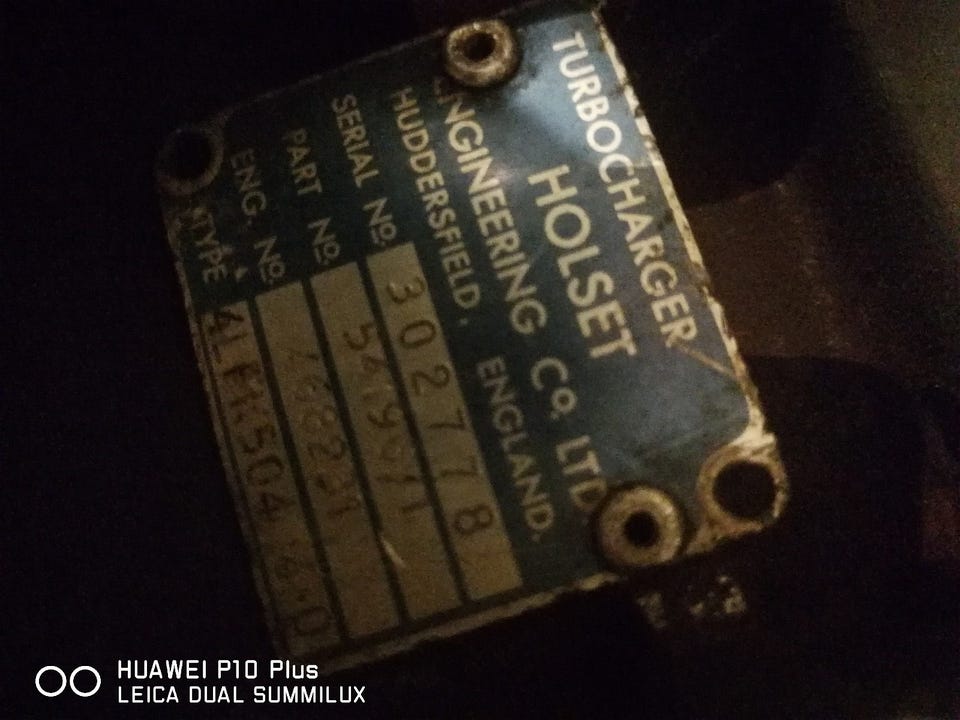 TURBOCHARGER
HOLSET
ENGINEERING Co. LTD.
HUDDERSFIELD. ENGLAND.
SERIAL No. 302778
PART No.
ENG. No.
TYPE
HUAWEI P10 Plus
LEICA DUAL SUMMILUX